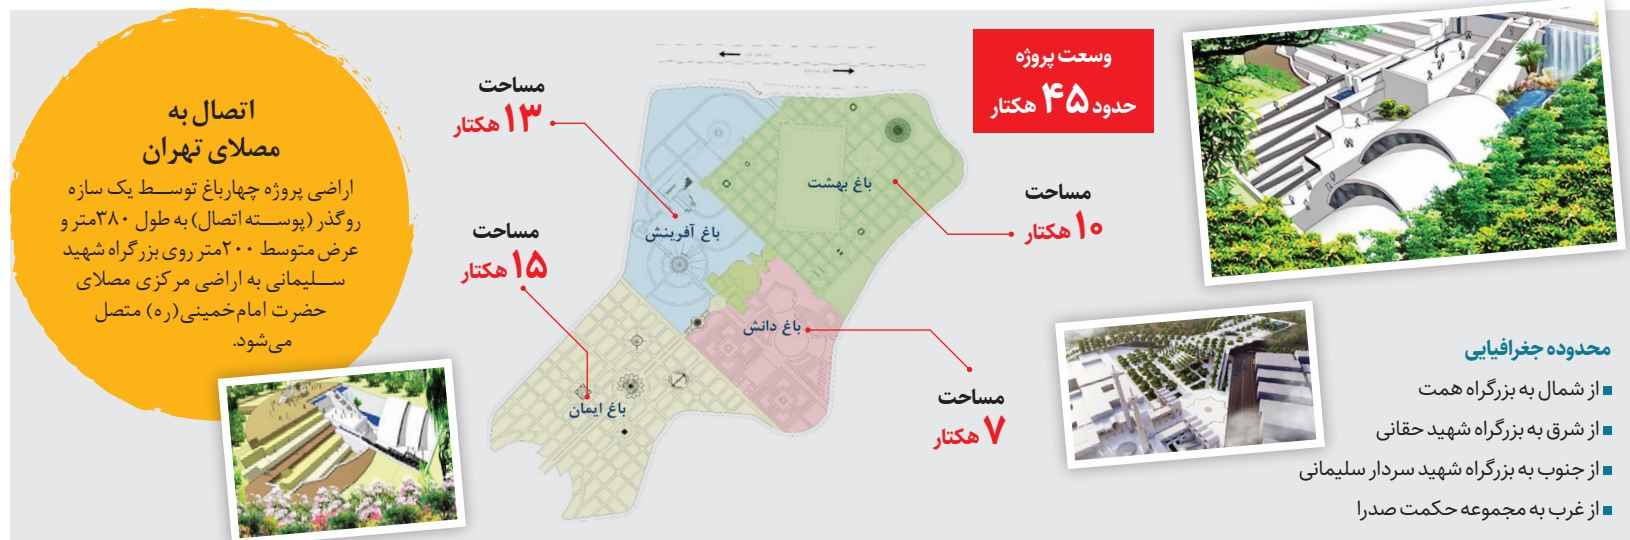 وسعت پروژه
حدود ۴۵ هکتار
محدوده جغرافیایی
از شمال به بزرگراه همت
از شرق به بزرگراه شهید حقانی
از جنوب به بزرگراه شهید سردار سلیمانی
از غرب به مجموعه حکمت صدرا
مساحت
۱۰ هکتار
باغ بهشت
مساحت
۷ هکتار
باغ دانش
مساحت
۱۳ هکتار
باغ آفرینش
مساحت
۱۵ هکتار
باغ ایمان
اتصال به
مصلای تهران
اراضی پروژه چهارباغ توسط یک سازه
روگذر (پوسته اتصال) به طول ۳۸۰متر و
عرض متوسط ۲۰۰متر روی بزرگراه شهید
سلیمانی به اراضی مرکزی مصلای
حضرت امام‌خمینی(ره) متصل
می‌شود.